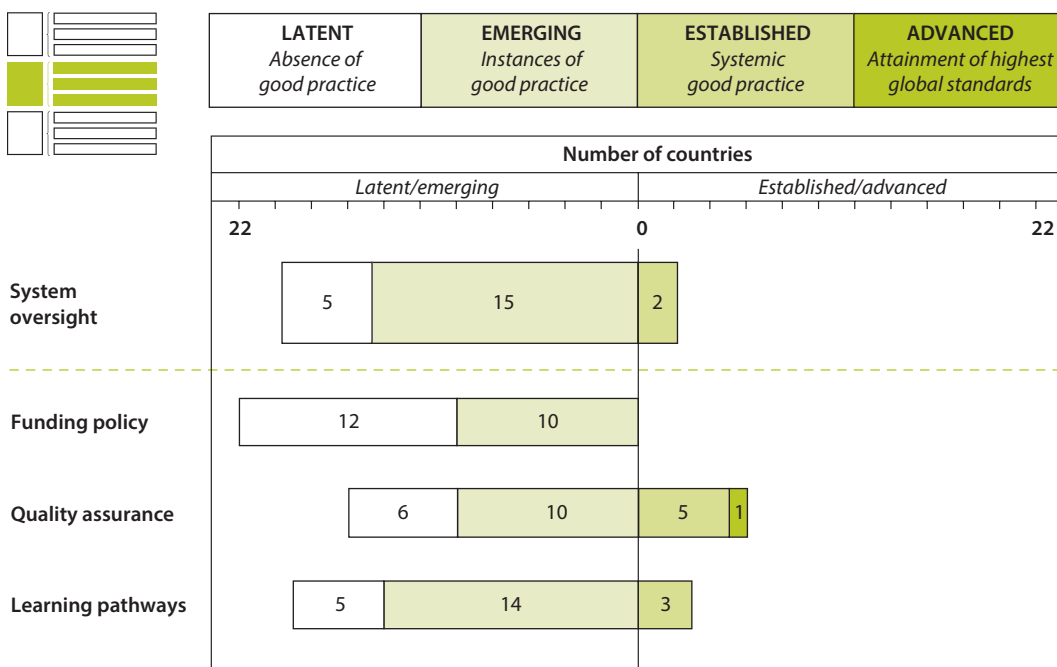 LATENT
Absence of
good practice
EMERGING
Instances of
good practice
ESTABLISHED
Systemic
good practice
ADVANCED
Attainment of highest
global standards
Number of countries
Latent/emerging
Established/advanced
22
0
22
System
oversight
5
15
2
Funding policy
12
10
Quality assurance
6
10
5
1
Learning pathways
5
14
3